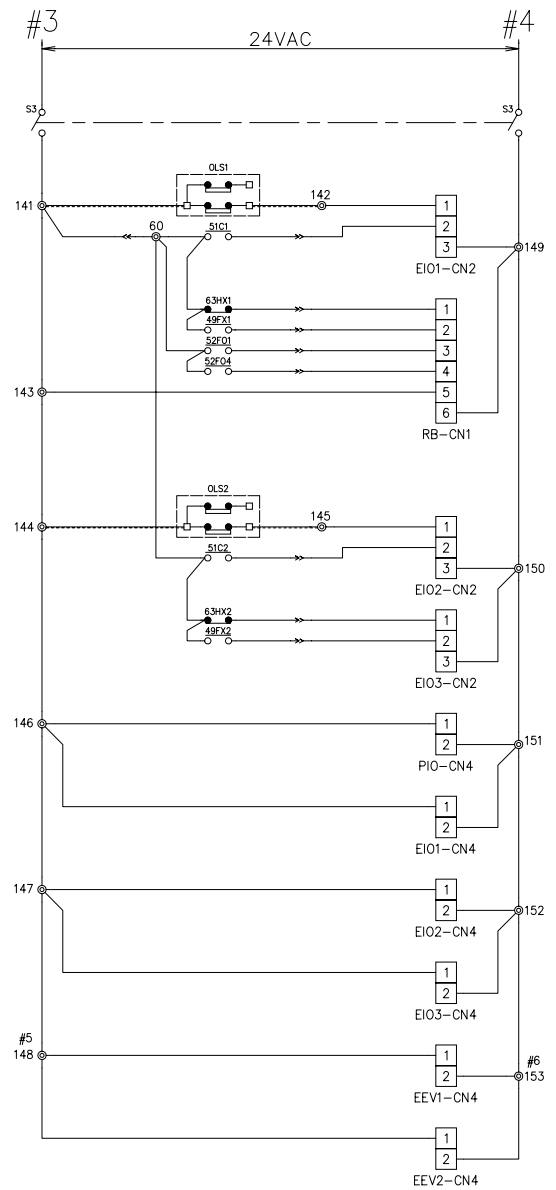 #3 #4
24VAC
S3 S3
OLS1
141 142 1
60 51C1 2
3 149
EIO1-CN2
63HX1 1
49FX1 2
52FO1 3
52FO4 4
143 5
6
RB-CN1
OLS2
144 145 1
51C2 2
3 150
EIO2-CN2
63HX2 1
49FX2 2
3
EIO3-CN2
146 1
2 151
PIO-CN4
1
2
EIO1-CN4
147 1
2 152
EIO2-CN4
1
2
EIO3-CN4
#5
148 1
#6
2 153
EEV1-CN4
1
2
EEV2-CN4